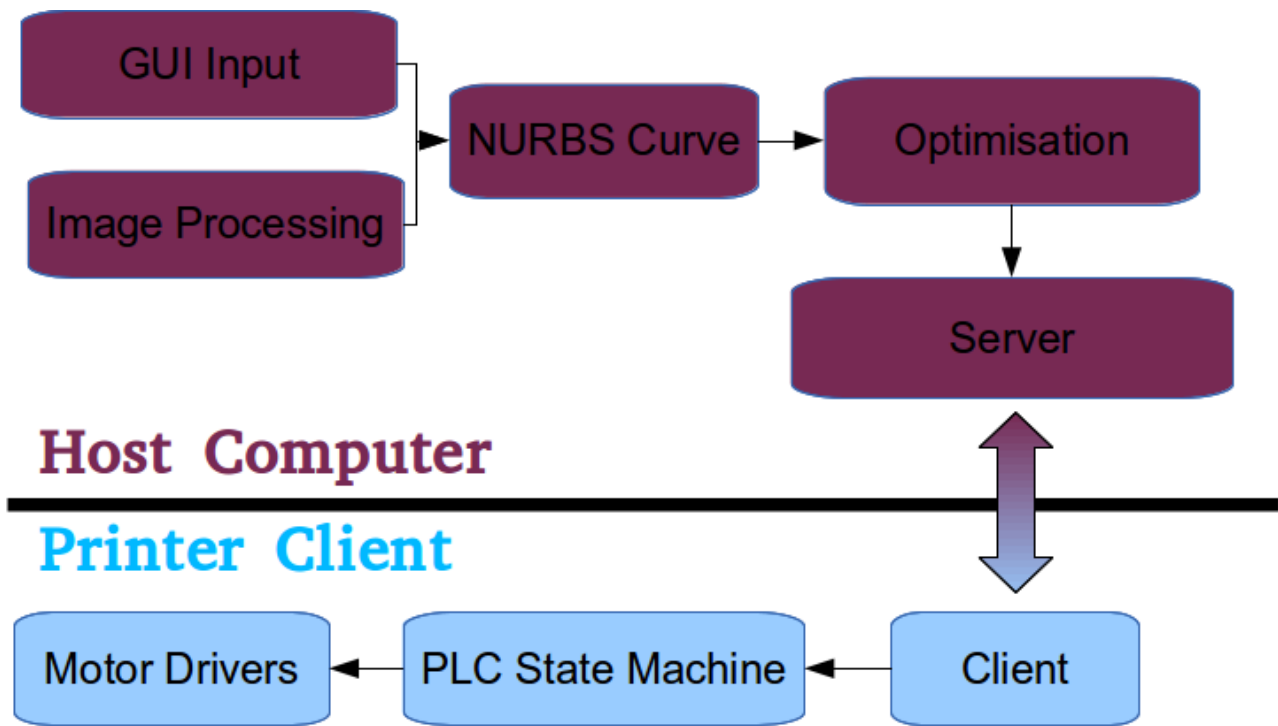 GUI Input
NURBS Curve
Optimisation
Image Processing
Server
Host Computer
Printer Client
Motor Drivers
PLC State Machine
Client